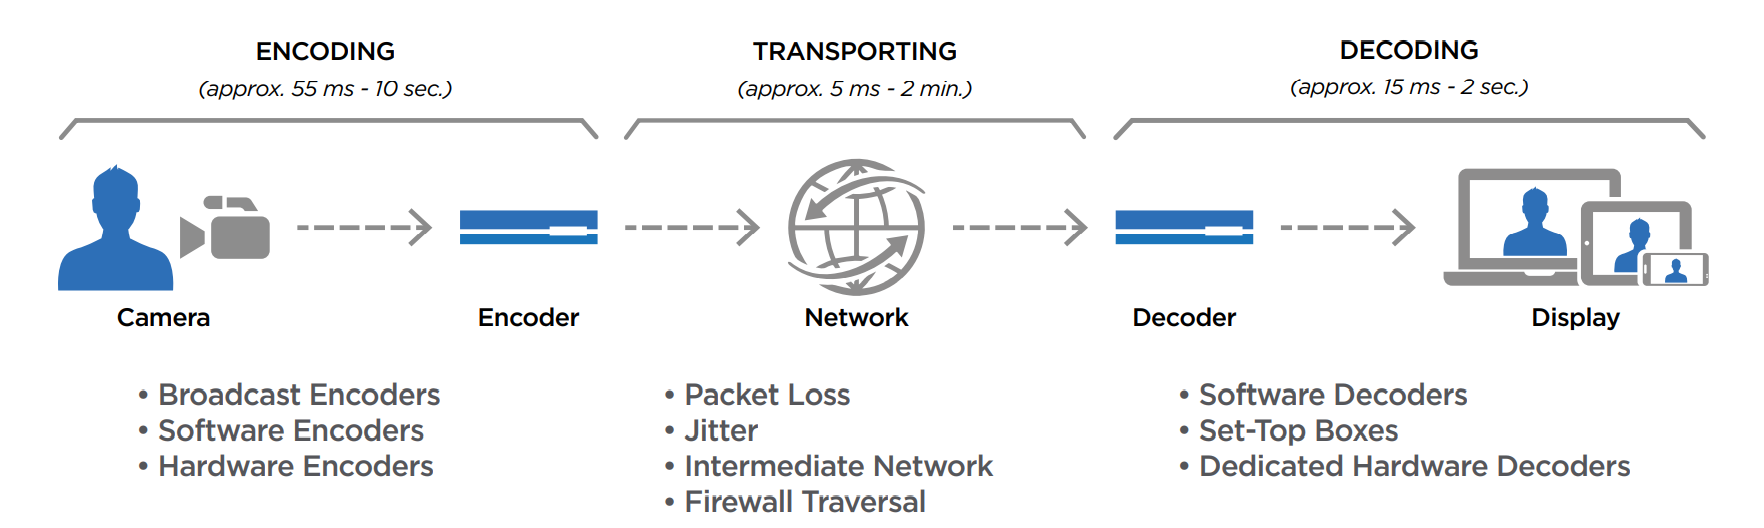 ENCODING
(approx. 55 ms - 10 sec.)
TRANSPORTING
(approx. 5 ms - 2 min.)
DECODING
(approx. 15 ms - 2 sec.)
Camera
Encoder
Network
Decoder
Display
• Broadcast Encoders
• Software Encoders
• Hardware Encoders
• Packet Loss
• Jitter
• Intermediate Network
• Firewall Traversal
• Software Decoders
• Set-Top Boxes
• Dedicated Hardware Decoders